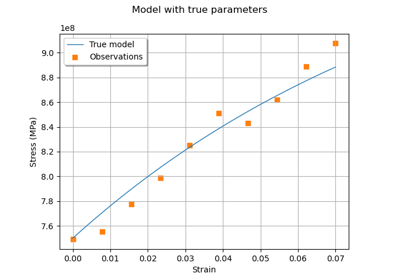 Model with true parameters
1e8
True model
Observations
9.0
8.8
8.6
8.4
8.2
8.0
7.8
7.6
Stress (MPa)
0.00 0.01 0.02 0.03 0.04 0.05 0.06 0.07
Strain